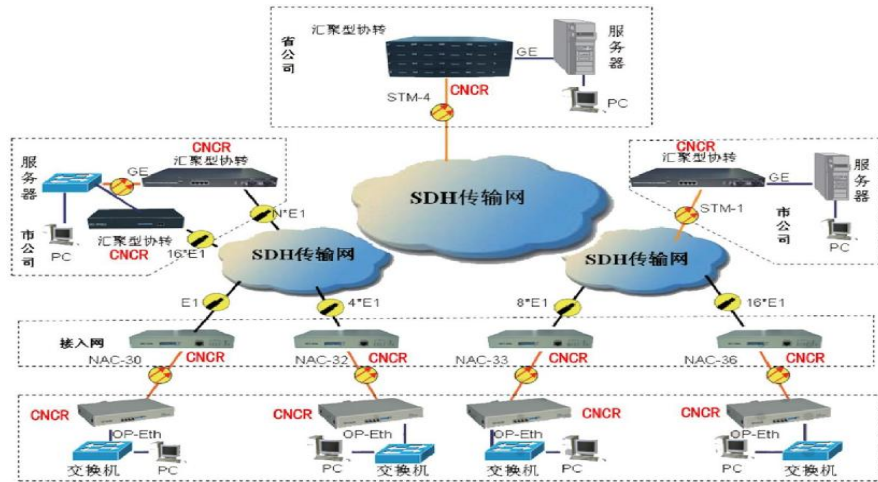 省公司
汇聚型协转
GE
服务器
CNCR
STM-4
PC
服务器
GE
CNCR
汇聚型协转
N*E1
汇聚型协转
CNCR
16*E1
市公司
PC
CNCR
汇聚型协转
GE
服务器
STM-1
市公司
PC
SDH传输网
SDH传输网
SDH传输网
E1
4*E1
8*E1
16*E1
接入网
NAC-30
CNCR
NAC-32
CNCR
NAC-33
CNCR
NAC-36
CNCR
CNCR
OP-Eth
交换机
PC
CNCR
OP-Eth
PC
交换机
CNCR
OP-Eth
交换机
PC
CNCR
OP-Eth
PC
交换机